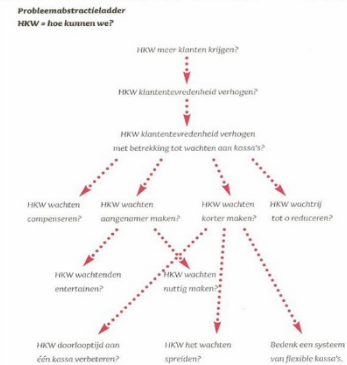 Probleemabstractieladder
HKW = hoe kunnen we?
HKW meer klanten krijgen?
HKW klantentevredenheid verhogen?
HKW klantentevredenheid verhogen
met betrekking tot wachten aan kassa's?
HKW wachten
compenseren?
HKW wachten
aangenamer maken?
HKW wachten
korter maken?
HKW wachtrij
tot 0 reduceren?
HKW wachtenden
entertainen?
HKW wachten
nuttig maken?
HKW doorlooptijd aan
één kassa verbeteren?
HKW het wachten
spreiden?
Bedenk een systeem
van flexibele kassa's.